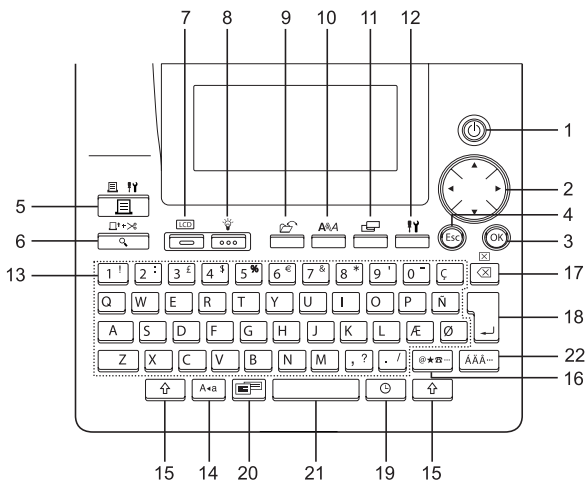 7 8 9 10 11 12
1
2
4
Esc OK
3
5
LCD
A A A
6
13
1 ! 2 : 3 £ 4 $ 5 % 6 € 7 & 8 * 9 ' 0 - Ç
17
Q W E R T Y U I O P Ñ
18
A S D F G H J K L Æ Ø
Z X C V B N M , ? . / @★☎… ÁÄÂ…
22
16
A◂a
15 14 20 21 19 15